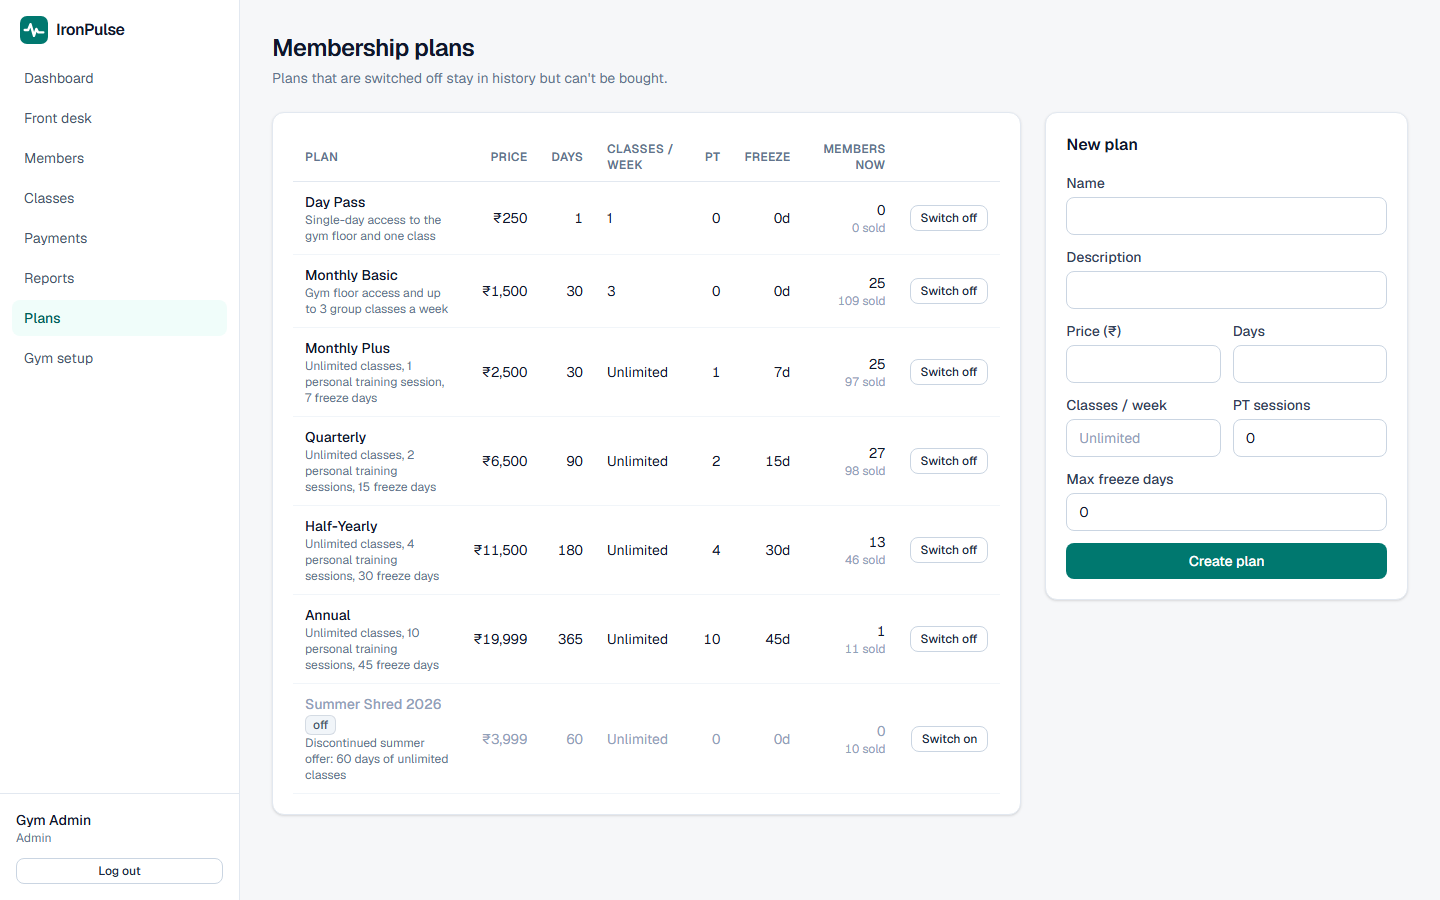 IronPulse
Dashboard
Front desk
Members
Classes
Payments
Reports
Plans
Gym setup
Gym Admin
Admin
Log out
Membership plans
Plans that are switched off stay in history but can't be bought.
PLAN PRICE DAYS CLASSES / WEEK PT FREEZE MEMBERS NOW
Day Pass
Single-day access to the
gym floor and one class
₹250 1 1 0 0d 0
0 sold
Switch off
Monthly Basic
Gym floor access and up
to 3 group classes a week
₹1,500 30 3 0 0d 25
109 sold
Switch off
Monthly Plus
Unlimited classes, 1
personal training session,
7 freeze days
₹2,500 30 Unlimited 1 7d 25
97 sold
Switch off
Quarterly
Unlimited classes, 2
personal training
sessions, 15 freeze days
₹6,500 90 Unlimited 2 15d 27
98 sold
Switch off
Half-Yearly
Unlimited classes, 4
personal training
sessions, 30 freeze days
₹11,500 180 Unlimited 4 30d 13
46 sold
Switch off
Annual
Unlimited classes, 10
personal training
sessions, 45 freeze days
₹19,999 365 Unlimited 10 45d 1
11 sold
Switch off
Summer Shred 2026
off
Discontinued summer
offer: 60 days of unlimited
classes
₹3,999 60 Unlimited 0 0d 0
10 sold
Switch on
New plan
Name
Description
Price (₹) Days
Classes / week PT sessions
Unlimited 0
Max freeze days
0
Create plan